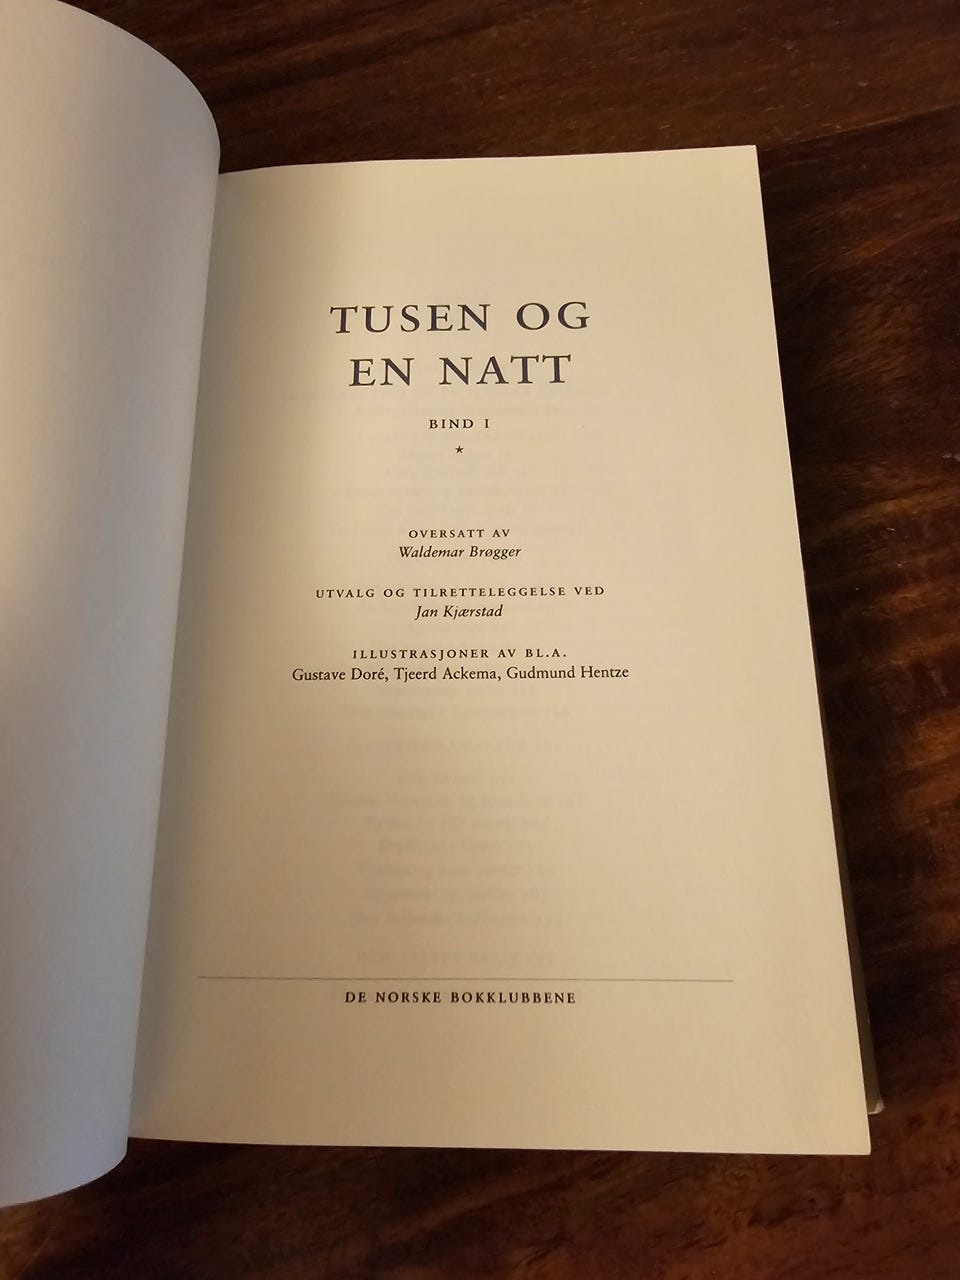 TUSEN OG
EN NATT
BIND I
*
OVERSATT AV
Waldemar Brøgger
UTVALG OG TILRETTELEGGELSE VED
Jan Kjærstad
ILLUSTRASJONER AV BL.A.
Gustave Doré, Tjeerd Ackema, Gudmund Hentze
DE NORSKE BOKKLUBBENE